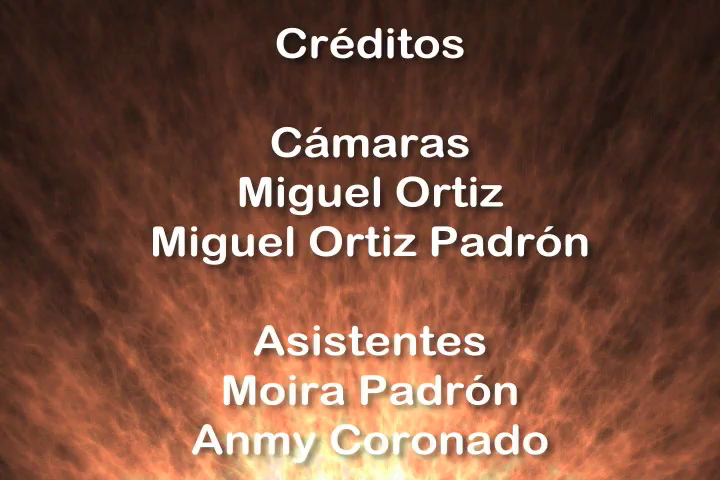 Créditos
Cámaras
Miguel Ortiz
Miguel Ortiz Padrón
Asistentes
Moira Padrón
Anmy Coronado